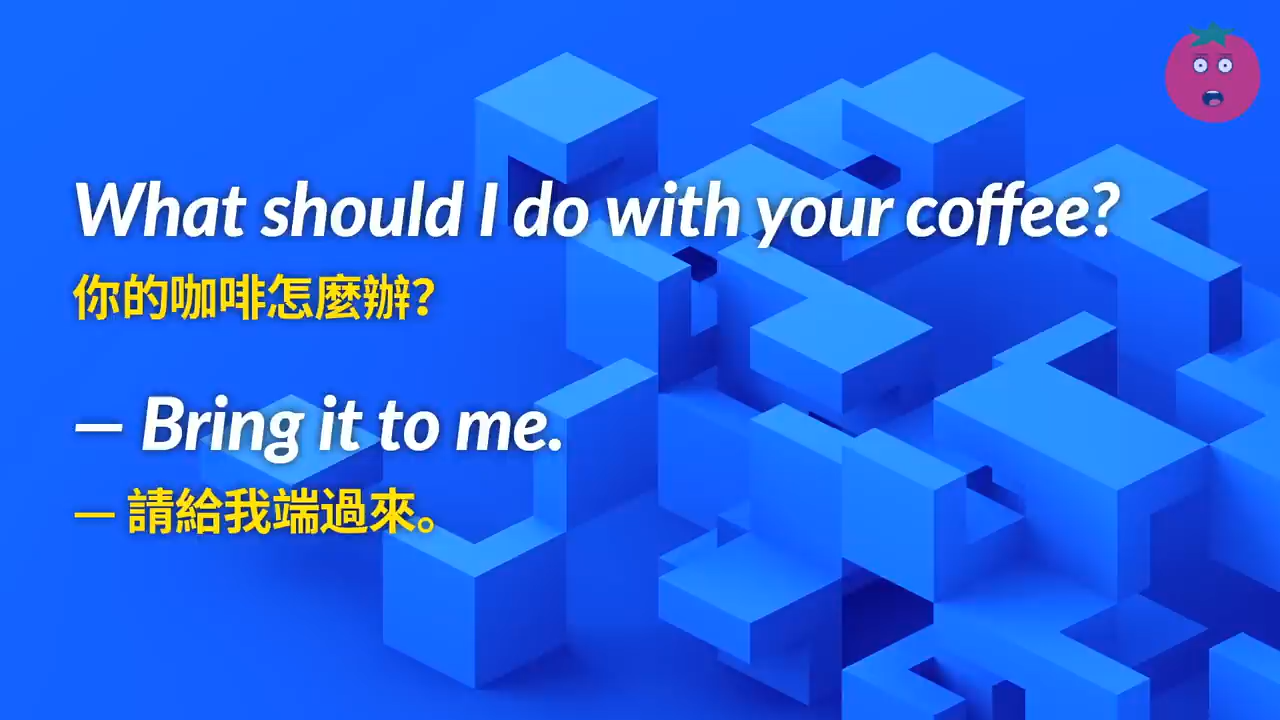 What should I do with your coffee?
你的咖啡怎麼辦?
— Bring it to me.
— 請給我端過來。